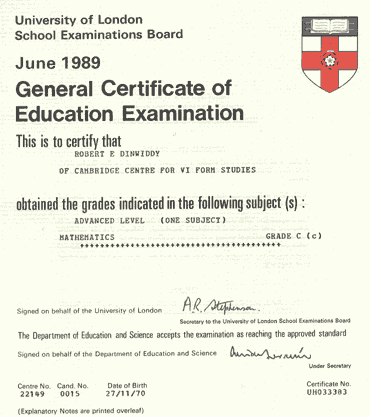 University of London
School Examinations Board
June 1989
General Certificate of
Education Examination
This is to certify that
ROBERT E DINWIDDY
OF CAMBRIDGE CENTRE FOR VI FORM STUDIES
obtained the grades indicated in the following subject (s) :
ADVANCED LEVEL (ONE SUBJECT)
MATHEMATICS GRADE C (c)
****************************************
Signed on behalf of the University of London A.R. Stephenson.
Secretary to the University of London School Examinations Board
The Department of Education and Science accepts the examination as reaching the approved standard
Signed on behalf of the Department of Education and Science
Under Secretary
Centre No. Cand. No. Date of Birth Certificate No.
22149 0015 27/11/70 UH033383
(Explanatory Notes are printed overleaf)